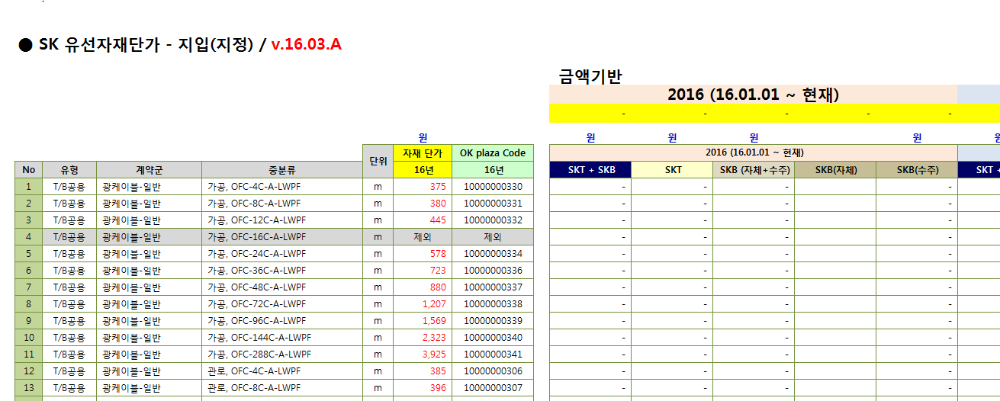 ● SK 유선자재단가 - 지입(지정) / v.16.03.A
금액기반
2016 (16.01.01 ~ 현재)
- - - - -
원 원 원 원 원
단위 자재 단가 OK plaza Code 2016 (16.01.01 ~ 현재)
No 유형 계약군 중분류 16년 16년 SKT + SKB SKT SKB (자체+수주) SKB(자체) SKB(수주) SKT +
1 T/B공용 광케이블-일반 가공, OFC-4C-A-LWPF m 375 10000000330 - - - -
2 T/B공용 광케이블-일반 가공, OFC-8C-A-LWPF m 380 10000000331 - - - -
3 T/B공용 광케이블-일반 가공, OFC-12C-A-LWPF m 445 10000000332 - - - -
4 T/B공용 광케이블-일반 가공, OFC-16C-A-LWPF m 제외 제외 - - - -
5 T/B공용 광케이블-일반 가공, OFC-24C-A-LWPF m 578 10000000334 - - - -
6 T/B공용 광케이블-일반 가공, OFC-36C-A-LWPF m 723 10000000336 - - - -
7 T/B공용 광케이블-일반 가공, OFC-48C-A-LWPF m 880 10000000337 - - - -
8 T/B공용 광케이블-일반 가공, OFC-72C-A-LWPF m 1,207 10000000338 - - - -
9 T/B공용 광케이블-일반 가공, OFC-96C-A-LWPF m 1,569 10000000339 - - - -
10 T/B공용 광케이블-일반 가공, OFC-144C-A-LWPF m 2,323 10000000340 - - - -
11 T/B공용 광케이블-일반 가공, OFC-288C-A-LWPF m 3,925 10000000341 - - - -
12 T/B공용 광케이블-일반 관로, OFC-4C-A-LWPF m 385 10000000306 - - - -
13 T/B공용 광케이블-일반 관로, OFC-8C-A-LWPF m 396 10000000307 - - - -